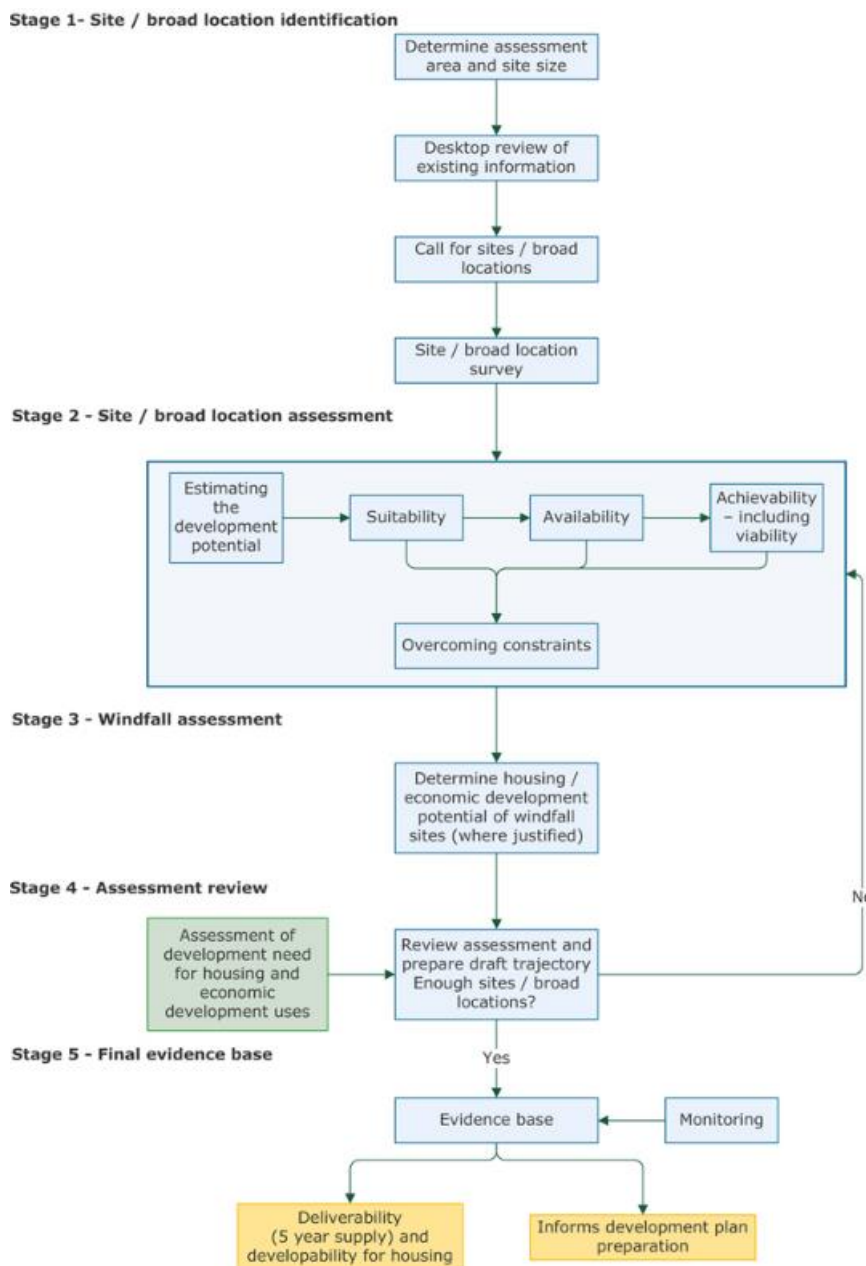 Stage 1- Site / broad location identification
Determine assessment
area and site size
Desktop review of
existing information
Call for sites / broad
locations
Site / broad location
survey
Stage 2 - Site / broad location assessment
Estimating
the
development
potential
Suitability
Availability
Achievability
– including
viability
Overcoming constraints
Stage 3 - Windfall assessment
Determine housing /
economic development
potential of windfall
sites (where justified)
Stage 4 - Assessment review
No
Assessment of
development need
for housing and
economic
development uses
Review assessment and
prepare draft trajectory
Enough sites / broad
locations?
Stage 5 - Final evidence base
Yes
Evidence base
Monitoring
Deliverability
(5 year supply) and
developability for housing
Informs development plan
preparation